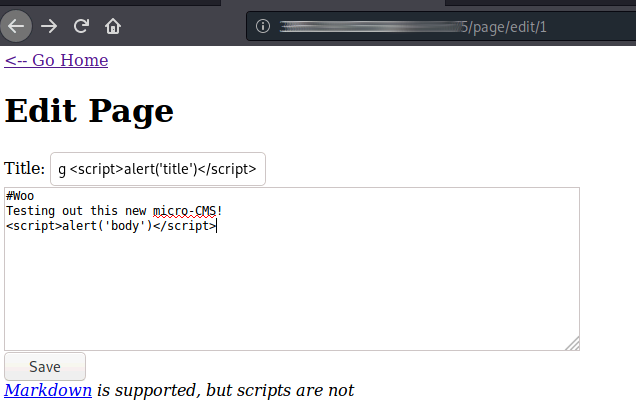 5/page/edit/1
<-- Go Home
Edit Page
Title: g <script>alert('title')</script>
#Woo
Testing out this new micro-CMS!
<script>alert('body')</script>
Save
Markdown is supported, but scripts are not